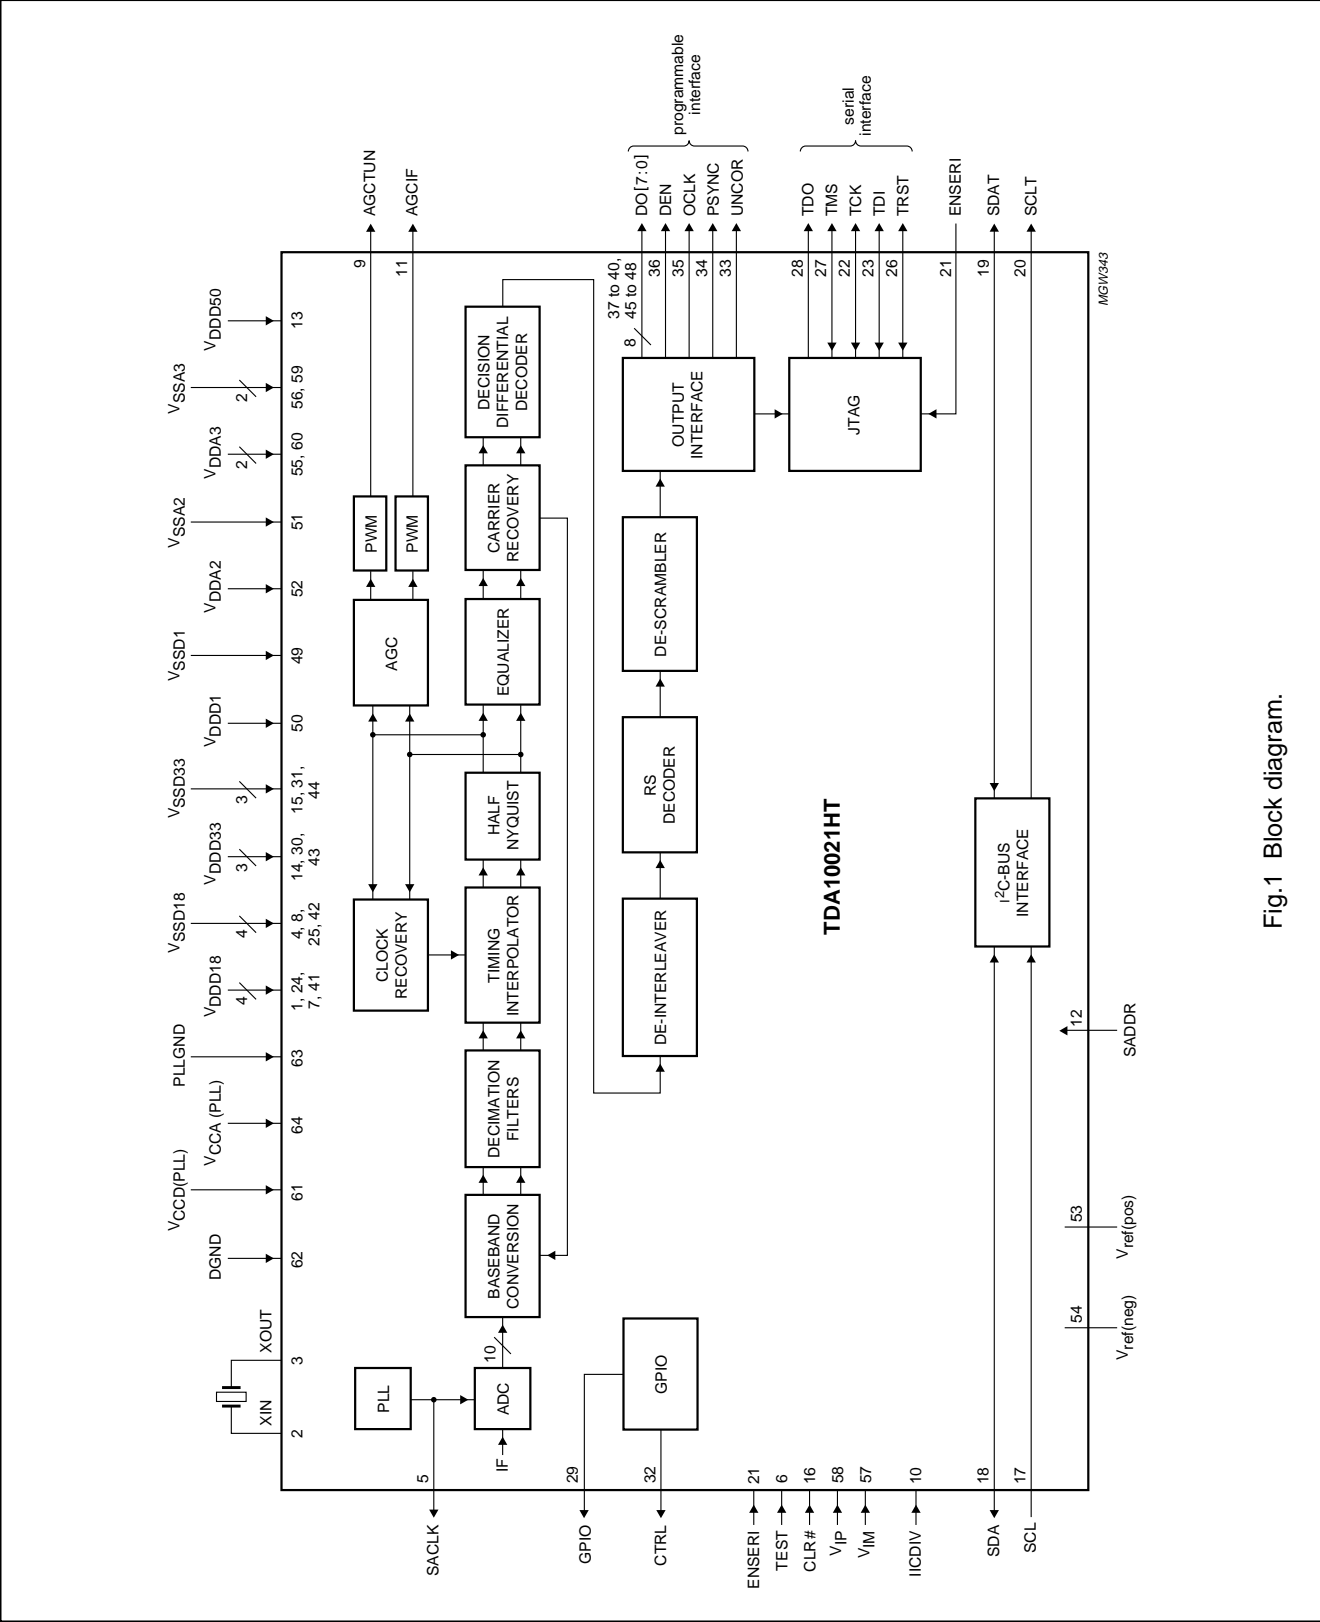 programmable
interface
serial
interface
AGCTUN
AGCIF
DO[7:0]
DEN
OCLK
PSYNC
UNCOR
TDO
TMS
TCK
TDI
TRST
ENSERI
SDAT
SCLT
9
11
37 to 40,
45 to 48
8
36
35
34
33
28
27
22
23
26
21
19
20
MGW343
VDDD50
13
VSSA3
2
56, 59
VDDA3
2
55, 60
VSSA2
51
VDDA2
52
VSSD1
49
VDDD1
50
VSSD33
3
15, 31,
44
VDDD33
3
14, 30,
43
VSSD18
4
4, 8,
25, 42
VDDD18
4
1, 24,
7, 41
PLLGND
63
VCCA (PLL)
64
VCCD(PLL)
61
DGND
62
XOUT
3
XIN
2
PWM
PWM
AGC
CLOCK
RECOVERY
PLL
DECISION
DIFFERENTIAL
DECODER
CARRIER
RECOVERY
EQUALIZER
HALF
NYQUIST
TIMING
INTERPOLATOR
DECIMATION
FILTERS
BASEBAND
CONVERSION
10
ADC
IF
OUTPUT
INTERFACE
JTAG
DE-SCRAMBLER
RS
DECODER
DE-INTERLEAVER
GPIO
TDA10021HT
I2C-BUS
INTERFACE
12
SADDR
53
Vref(pos)
54
Vref(neg)
5
SACLK
29
GPIO
32
CTRL
21
ENSERI
6
TEST
16
CLR#
58
VIP
57
VIM
10
IICDIV
18
SDA
17
SCL
Fig.1 Block diagram.